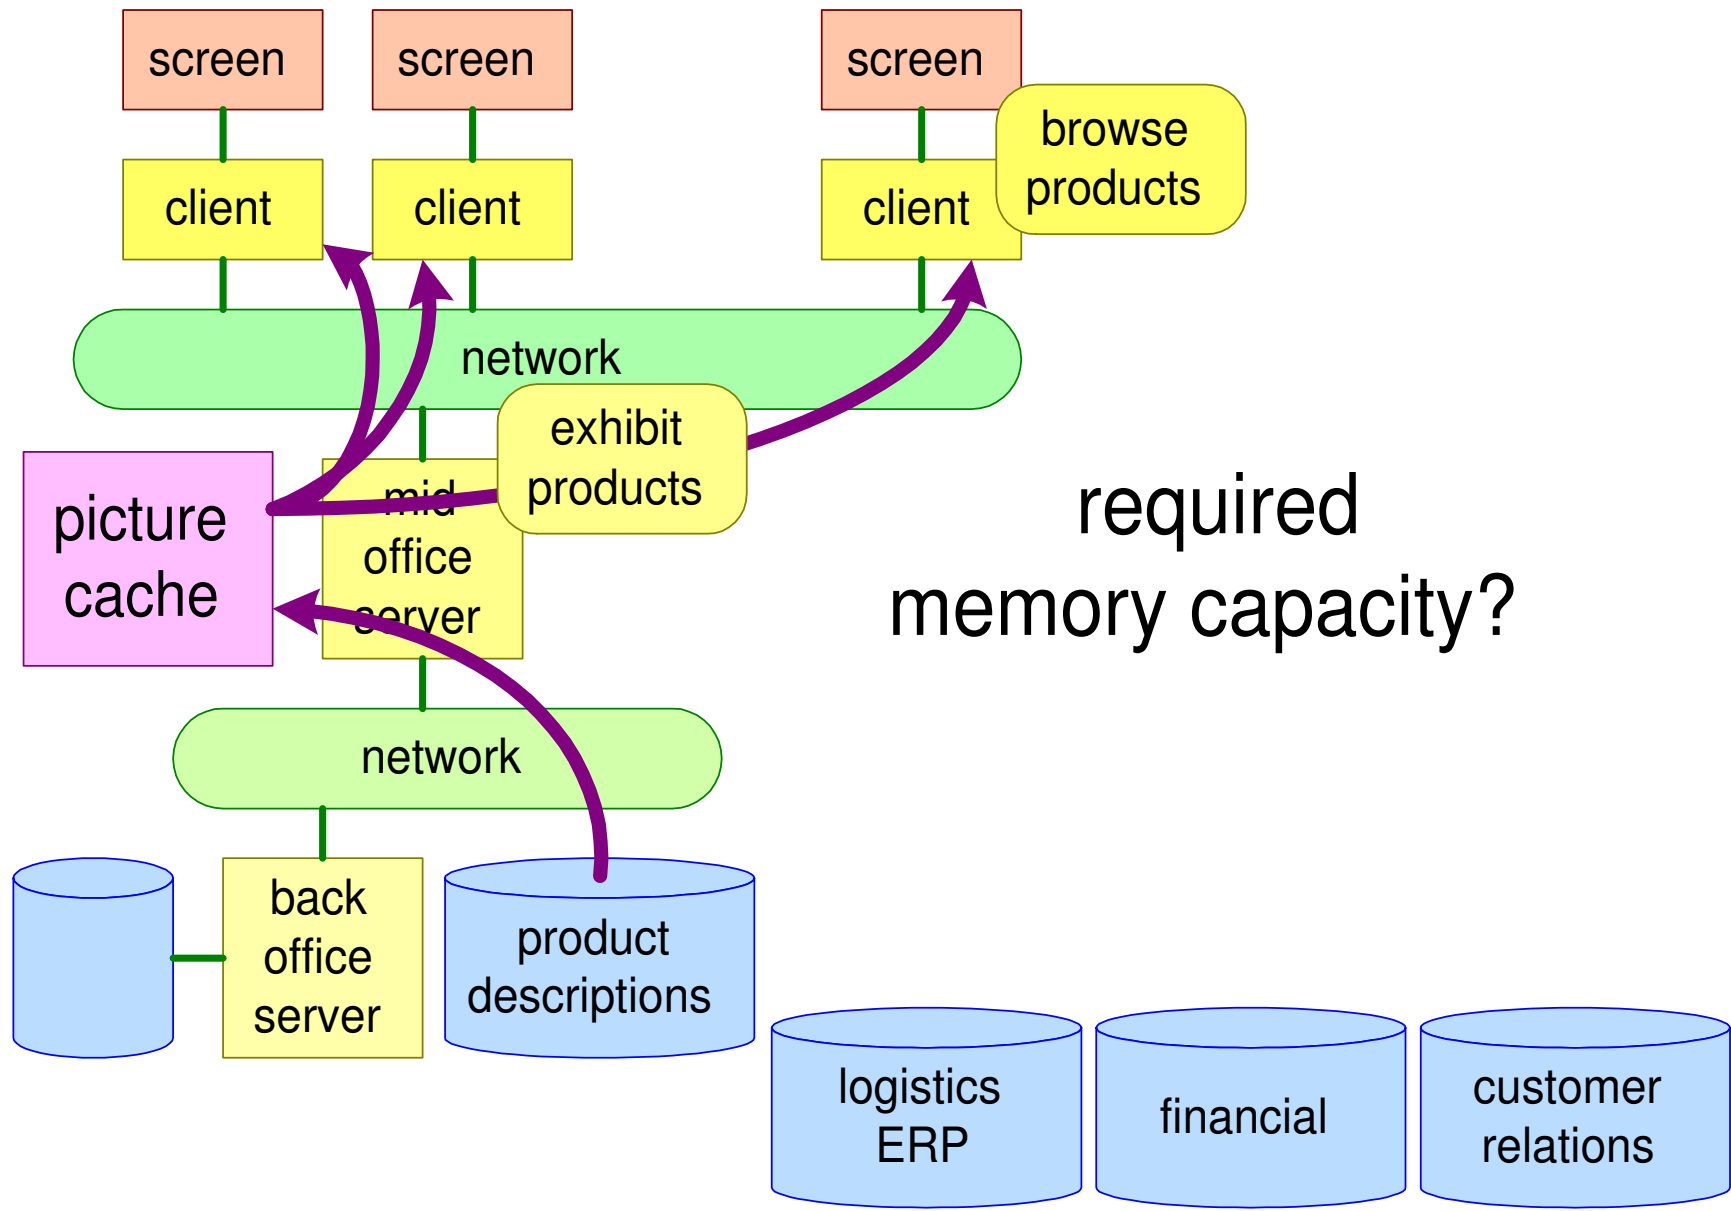 screen
screen
screen
client
client
client
browse
products
network
exhibit
products
picture
cache
mid
office
server
required
memory capacity?
network
back
office
server
product
descriptions
logistics
ERP
financial
customer
relations